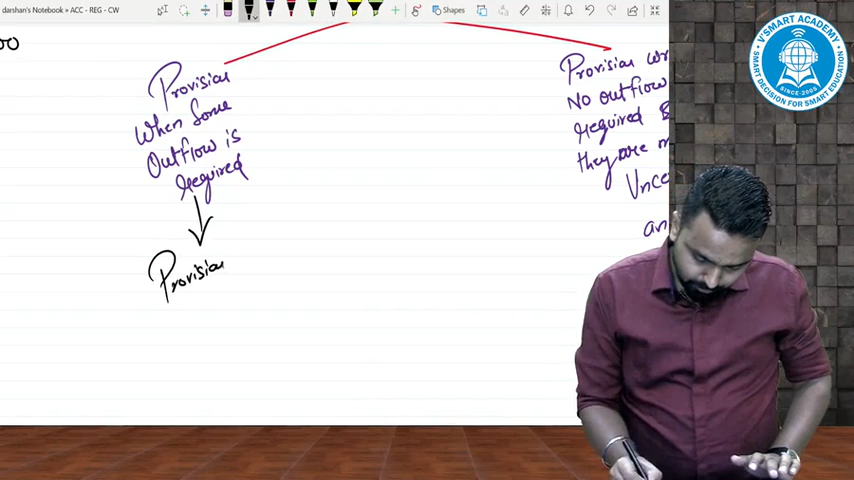 darshan's Notebook » ACC - REG - CW
Shapes
00
Provision
When Some
Outflow is
Required
Provision
Provision
No outflow
Required
they are
V'SMART ACADEMY
SINCE-2005
SMART DECISION FOR SMART EDUCATION